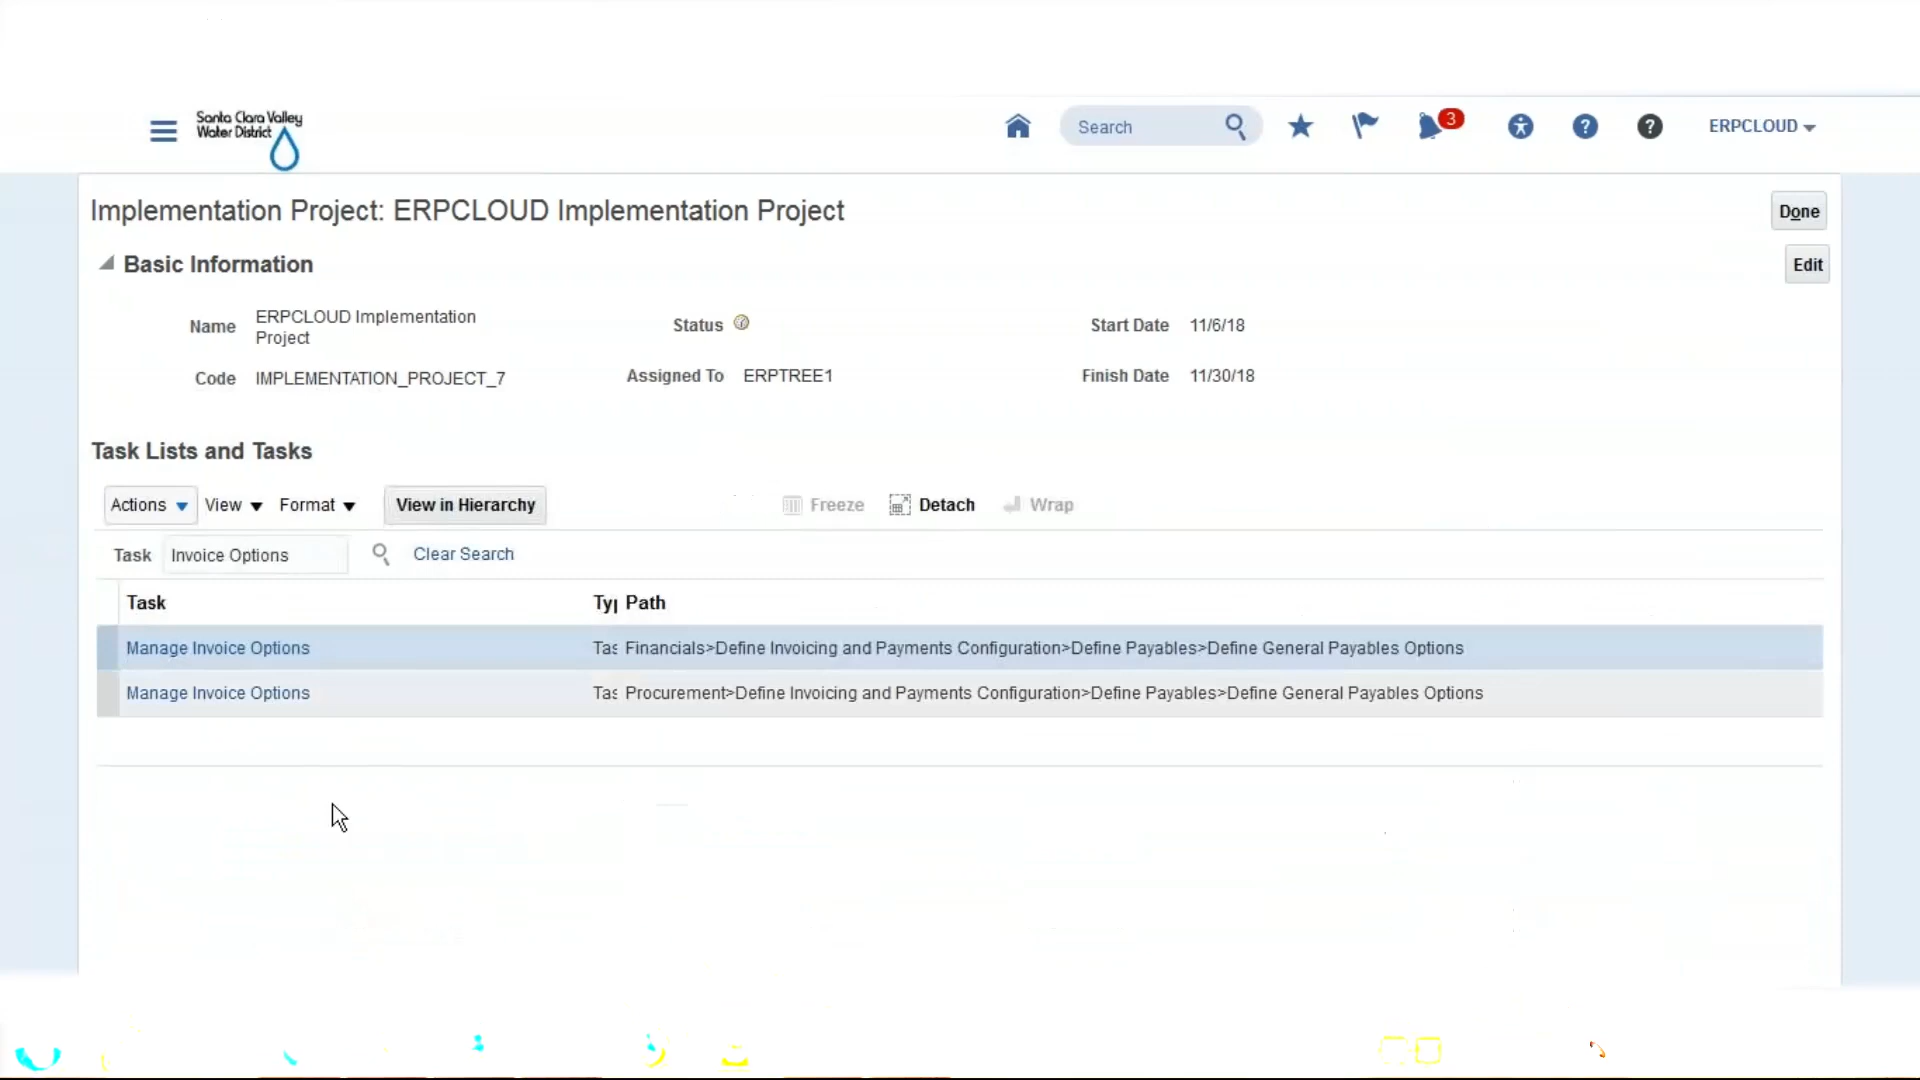 Santa Clara Valley
Water District
Search
3
?
?
ERPCLOUD
Implementation Project: ERPCLOUD Implementation Project
Done
Basic Information
Edit
Name
ERPCLOUD Implementation
Project
Status
Start Date
11/6/18
Code
IMPLEMENTATION_PROJECT_7
Assigned To
ERPTREE1
Finish Date
11/30/18
Task Lists and Tasks
Actions
View
Format
View in Hierarchy
Freeze
Detach
Wrap
Task
Invoice Options
Clear Search
Task
Typ
Path
Manage Invoice Options
Tas
Financials>Define Invoicing and Payments Configuration>Define Payables>Define General Payables Options
Manage Invoice Options
Tas
Procurement>Define Invoicing and Payments Configuration>Define Payables>Define General Payables Options